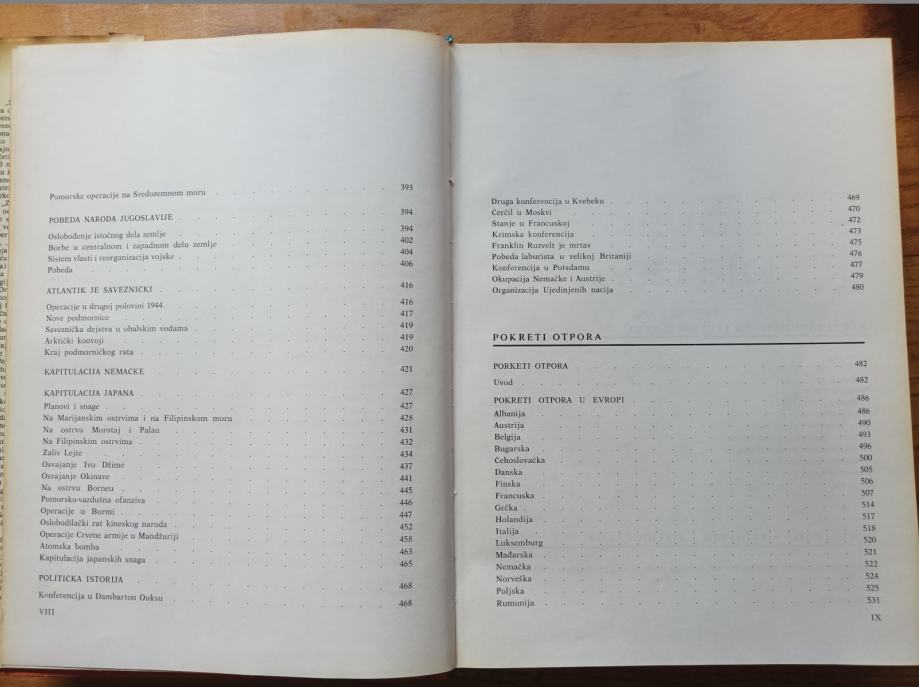 Pomorske operacije na Sredozemnom moru 393
POBEDA NARODA JUGOSLAVIJE 394
Oslobođenje istočnog dela zemlje 394
Borbe u centralnom i zapadnom delu zemlje 402
Sistem vlasti i reorganizacija vojske 404
Pobeda 406
ATLANTIK JE SAVEZNIČKI 416
Operacije u drugoj polovini 1944. 416
Nove podmornice 417
Saveznička dejstva u obalskim vodama 419
Arktički konvoji 419
Kraj podmorničkog rata 420
KAPITULACIJA NEMAČKE 421
KAPITULACIJA JAPANA 427
Planovi i snage 427
Na Marijanskim ostrvima i na Filipinskom moru 428
Na ostrvu Morotaj i Palau 431
Na Filipinskim ostrvima 432
Zaliv Lejte 434
Osvajanje Ivo Džime 437
Osvajanje Okinave 441
Na ostrvu Borneu 445
Pomorsko-vazdušna ofanziva 446
Operacije u Burmi 447
Oslobodilački rat kineskog naroda 452
Operacije Crvene armije u Mandžuriji 458
Atomska bomba 463
Kapitulacija japanskih snaga 465
POLITIČKA ISTORIJA 468
Konferencija u Dambarton Ouksu 468
VIII
Druga konferencija u Kvebeku 469
Čerčil u Moskvi 470
Stanje u Francuskoj 472
Krimska konferencija 473
Franklin Ruzvelt je mrtav 475
Pobeda laburista u velikoj Britaniji 476
Konferencija u Potsdamu 477
Okupacija Nemačke i Austrije 479
Organizacija Ujedinjenih nacija 480
POKRETI OTPORA
PORKETI OTPORA 482
Uvod 482
POKRETI OTPORA U EVROPI 486
Albanija 486
Austrija 490
Belgija 493
Bugarska 496
Čehoslovačka 500
Danska 505
Finska 506
Francuska 507
Grčka 514
Holandija 517
Italija 518
Luksemburg 520
Mađarska 521
Nemačka 522
Norveška 524
Poljska 525
Rumunija 531
IX